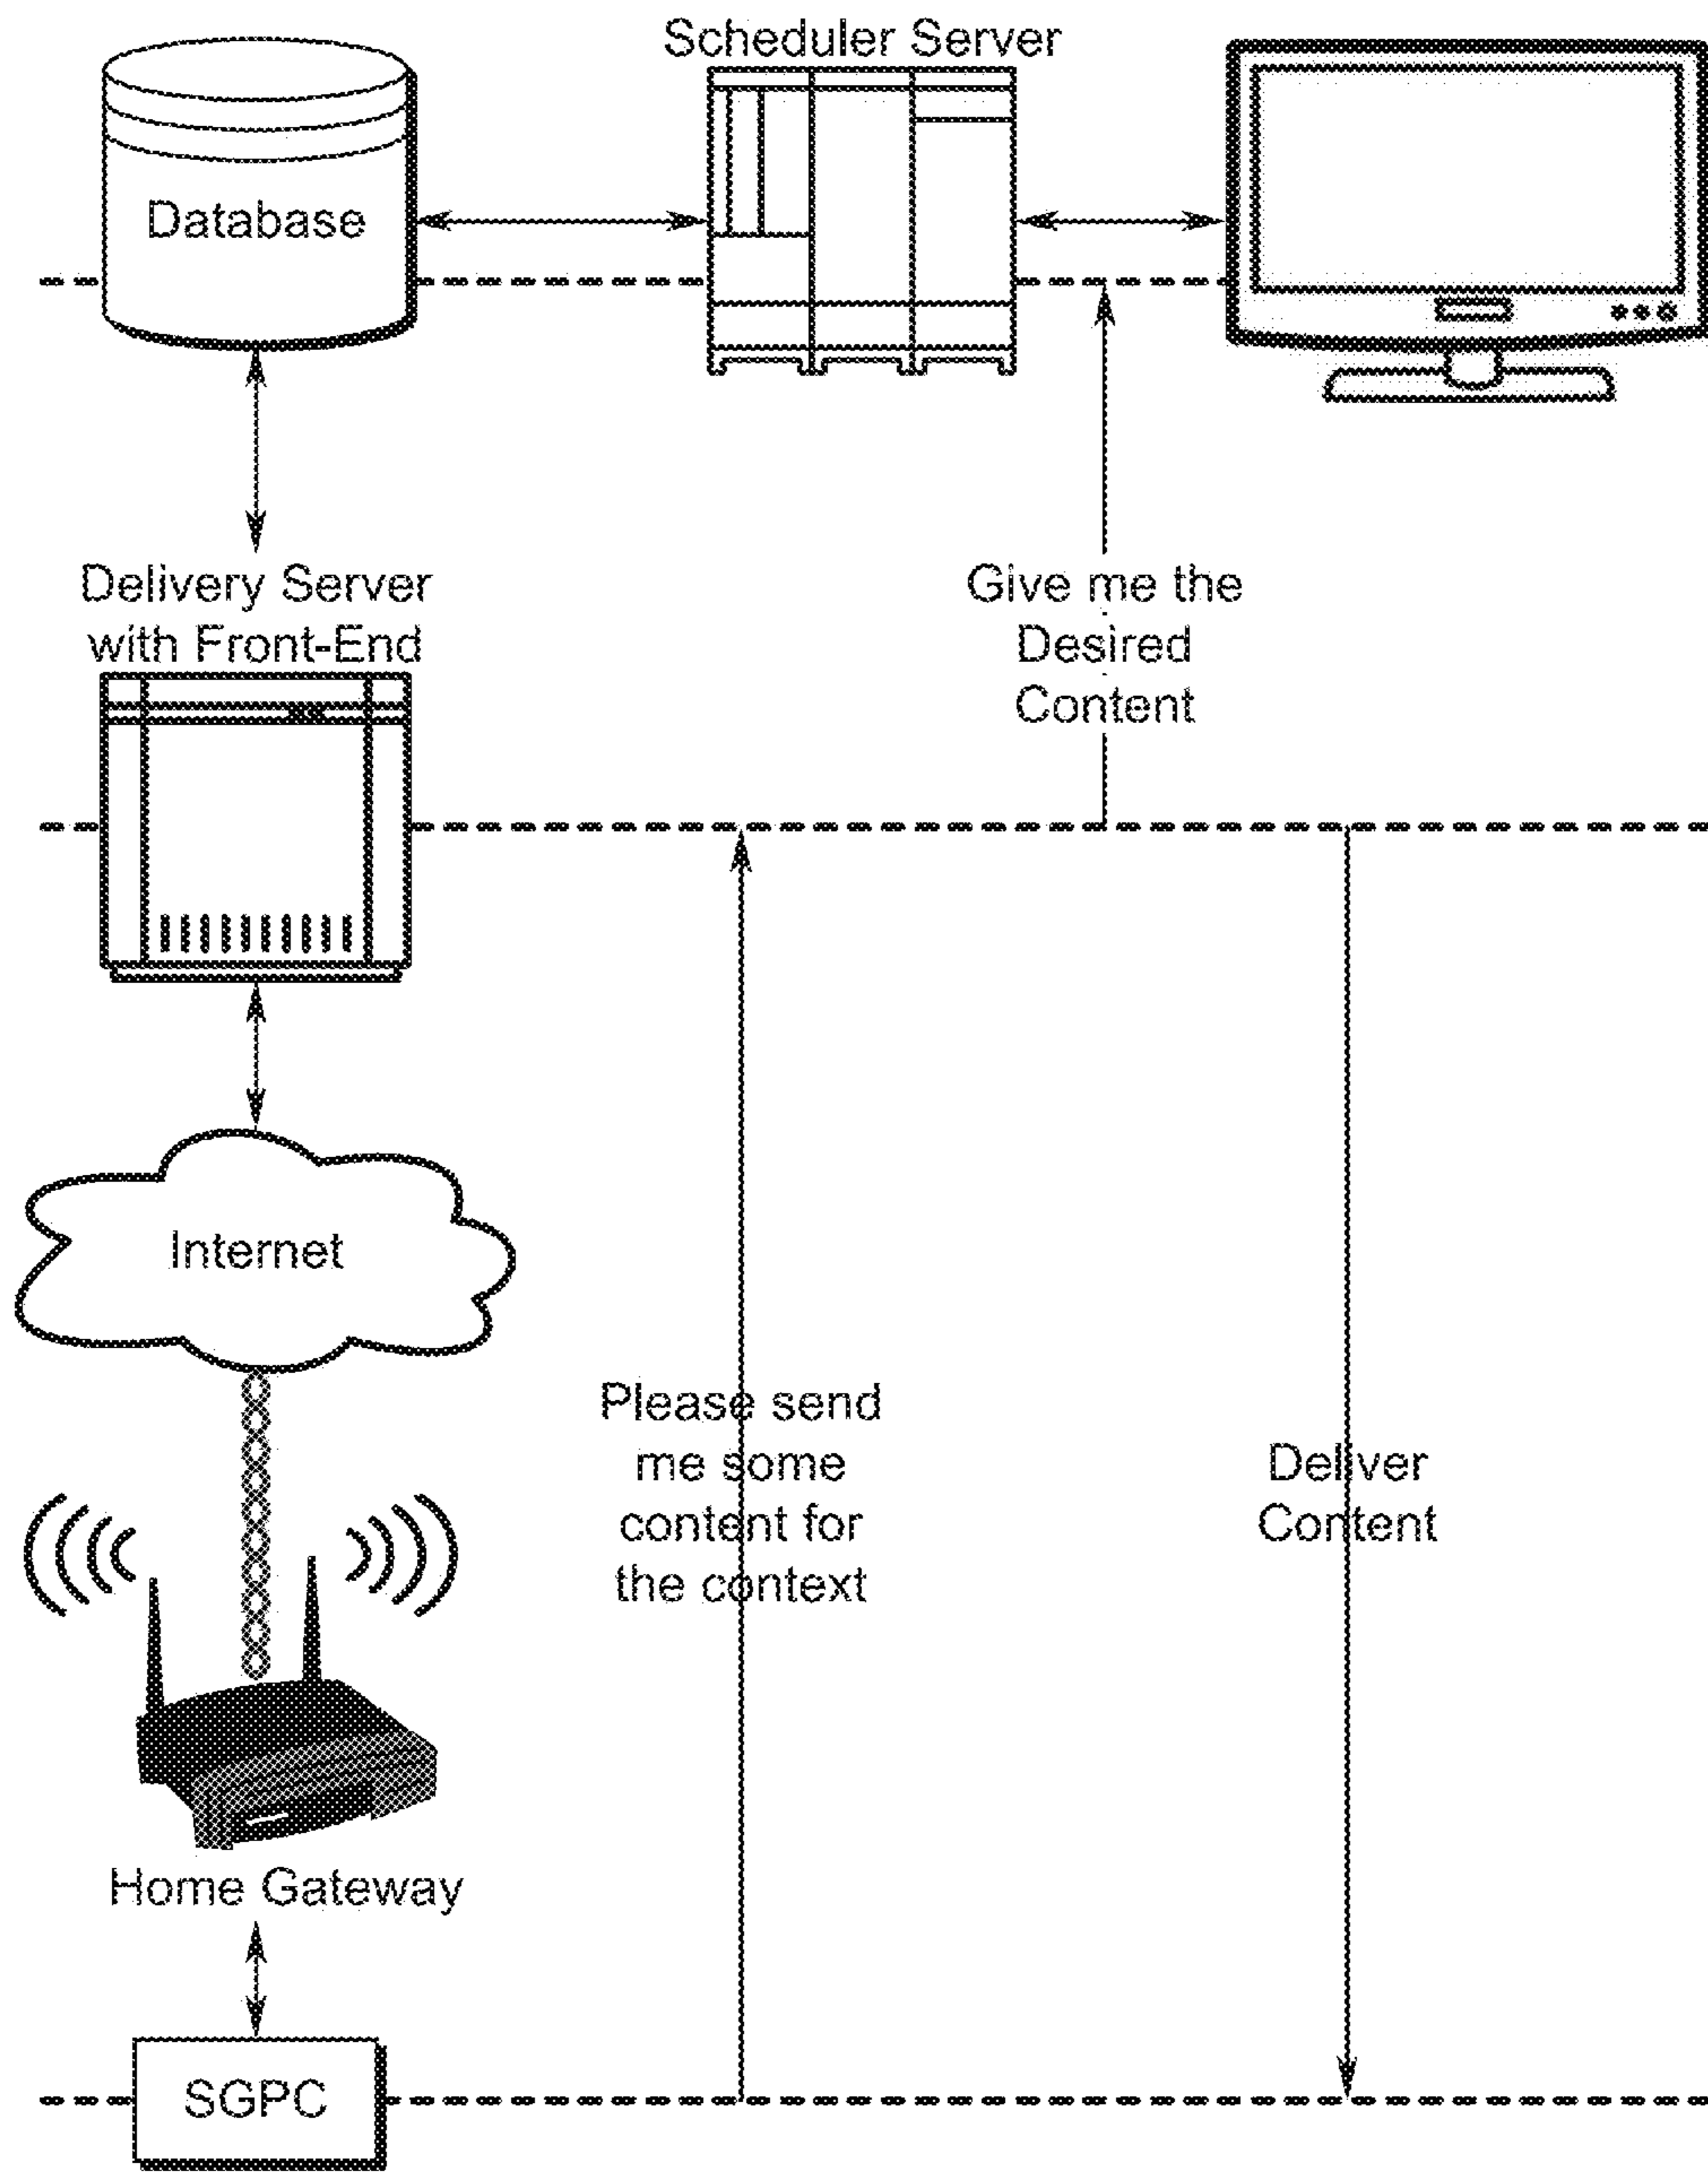 Scheduler Server
Database
Delivery Server
with Front-End
Give me the
Desired
Content
Internet
Please send
me some
content for
the context
Deliver
Content
Home Gateway
SGPC